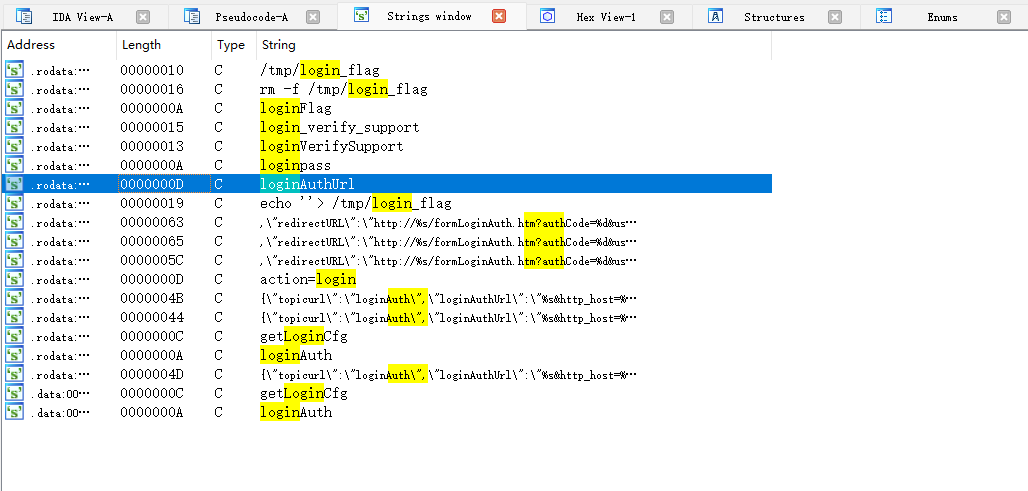 IDA View-A Pseudocode-A Strings window Hex View-1 Structures Enums
Address Length Type String
.rodata:⋯ 00000010 C /tmp/login_flag
.rodata:⋯ 00000016 C rm -f /tmp/login_flag
.rodata:⋯ 0000000A C loginFlag
.rodata:⋯ 00000015 C login_verify_support
.rodata:⋯ 00000013 C loginVerifySupport
.rodata:⋯ 0000000A C loginpass
.rodata:⋯ 0000000D C loginAuthUrl
.rodata:⋯ 00000019 C echo ''> /tmp/login_flag
.rodata:⋯ 00000063 C ,\"redirectURL\":\"http://%s/formLoginAuth.htm?authCode=%d&us⋯
.rodata:⋯ 00000065 C ,\"redirectURL\":\"http://%s/formLoginAuth.htm?authCode=%d&us⋯
.rodata:⋯ 0000005C C ,\"redirectURL\":\"http://%s/formLoginAuth.htm?authCode=%d&us⋯
.rodata:⋯ 0000000D C action=login
.rodata:⋯ 0000004B C {\"topicurl\":\"loginAuth\",\"loginAuthUrl\":\"%s&http_host=%⋯
.rodata:⋯ 00000044 C {\"topicurl\":\"loginAuth\",\"loginAuthUrl\":\"%s&http_host=%⋯
.rodata:⋯ 0000000C C getLoginCfg
.rodata:⋯ 0000000A C loginAuth
.rodata:⋯ 0000004D C {\"topicurl\":\"loginAuth\",\"loginAuthUrl\":\"%s&http_host=%⋯
.data:00⋯ 0000000C C getLoginCfg
.data:00⋯ 0000000A C loginAuth